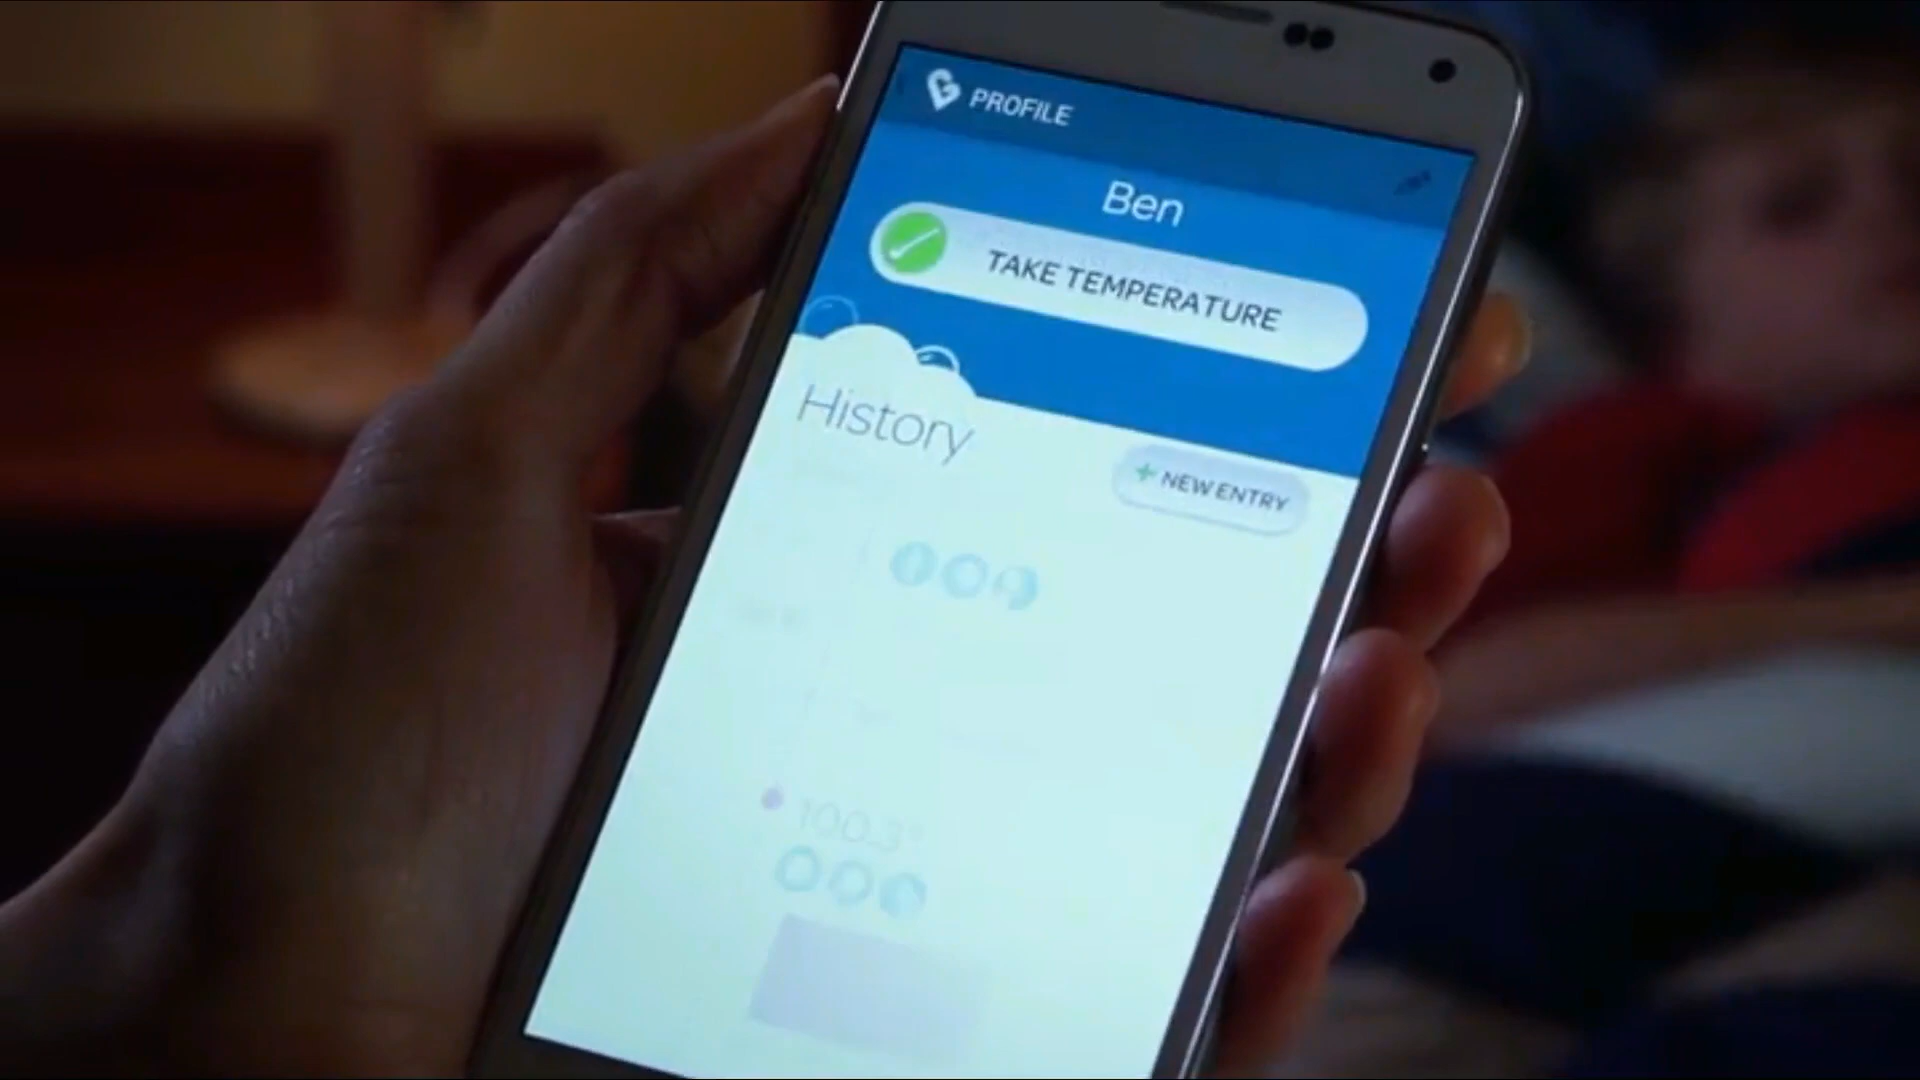 PROFILE
Ben
TAKE TEMPERATURE
History
+ NEW ENTRY
100.3°